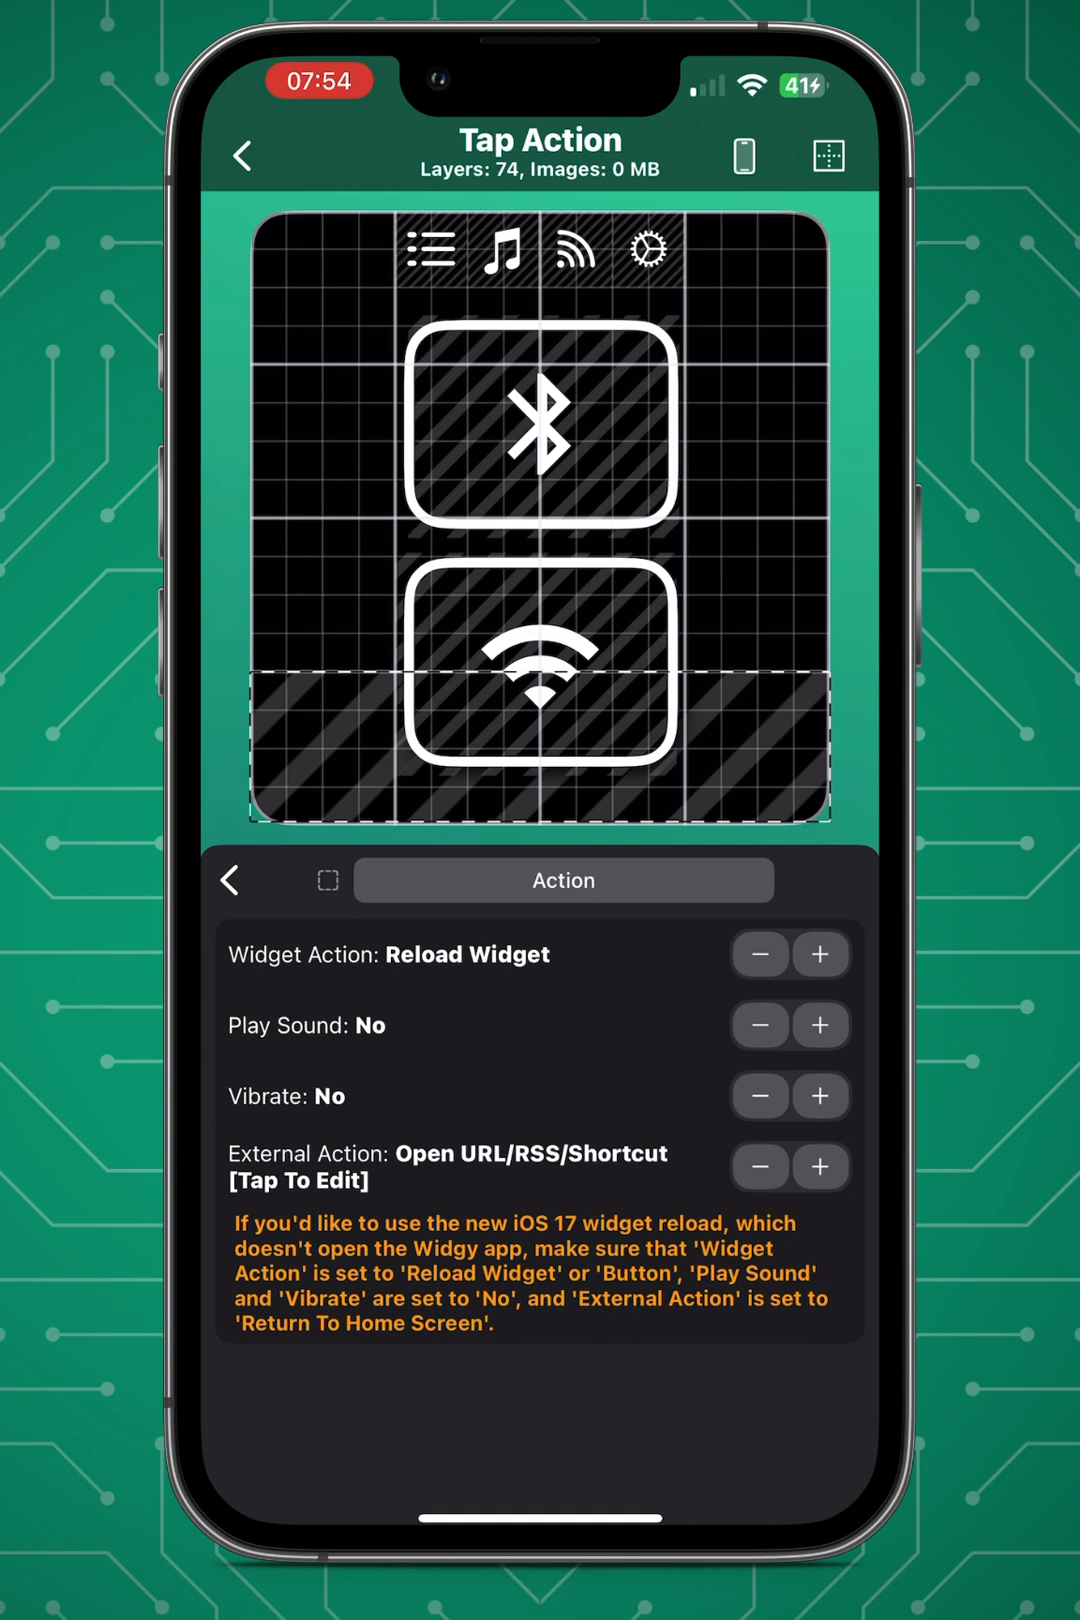 07:54
41
Tap Action
Layers: 74, Images: 0 MB
Action
Widget Action: Reload Widget
Play Sound: No
Vibrate: No
External Action: Open URL/RSS/Shortcut
[Tap To Edit]
If you'd like to use the new iOS 17 widget reload, which
doesn't open the Widgy app, make sure that 'Widget
Action' is set to 'Reload Widget' or 'Button', 'Play Sound'
and 'Vibrate' are set to 'No', and 'External Action' is set to
'Return To Home Screen'.